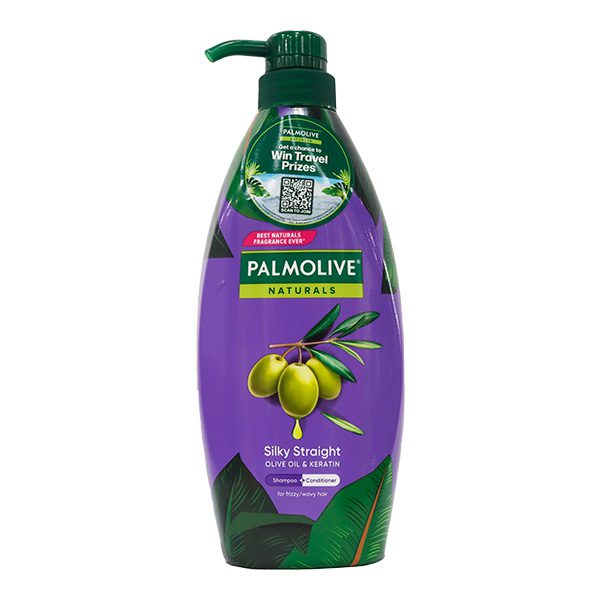 PALMOLIVE
NATURALS
Get a chance to
Win Travel
Prizes
SCAN TO JOIN
BEST NATURALS
FRAGRANCE EVER*
PALMOLIVE®
NATURALS
Silky Straight
OLIVE OIL & KERATIN
Shampoo + Conditioner
for frizzy/wavy hair